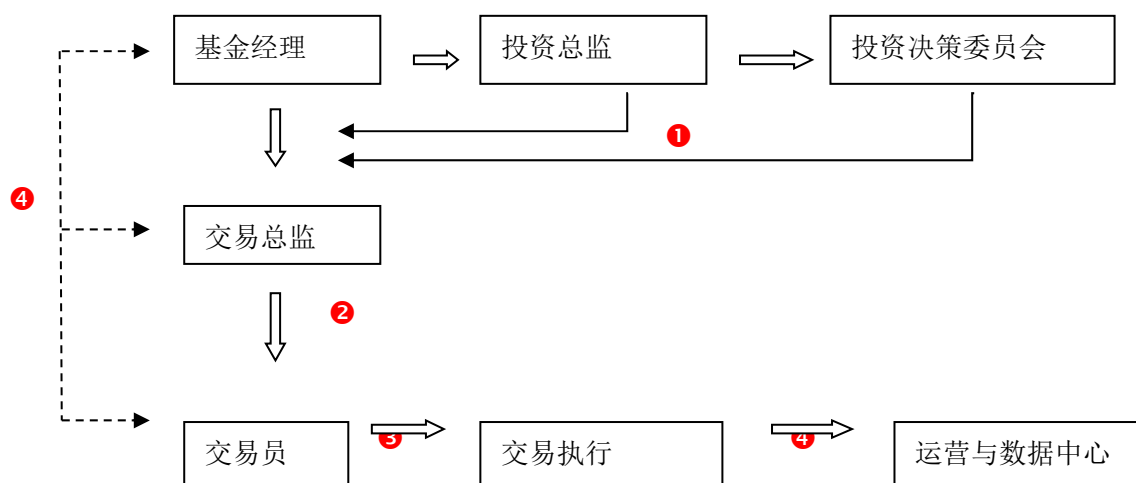 基金经理
投资总监
投资决策委员会
❶
❹
交易总监
❷
交易员
❸
交易执行
❹
运营与数据中心